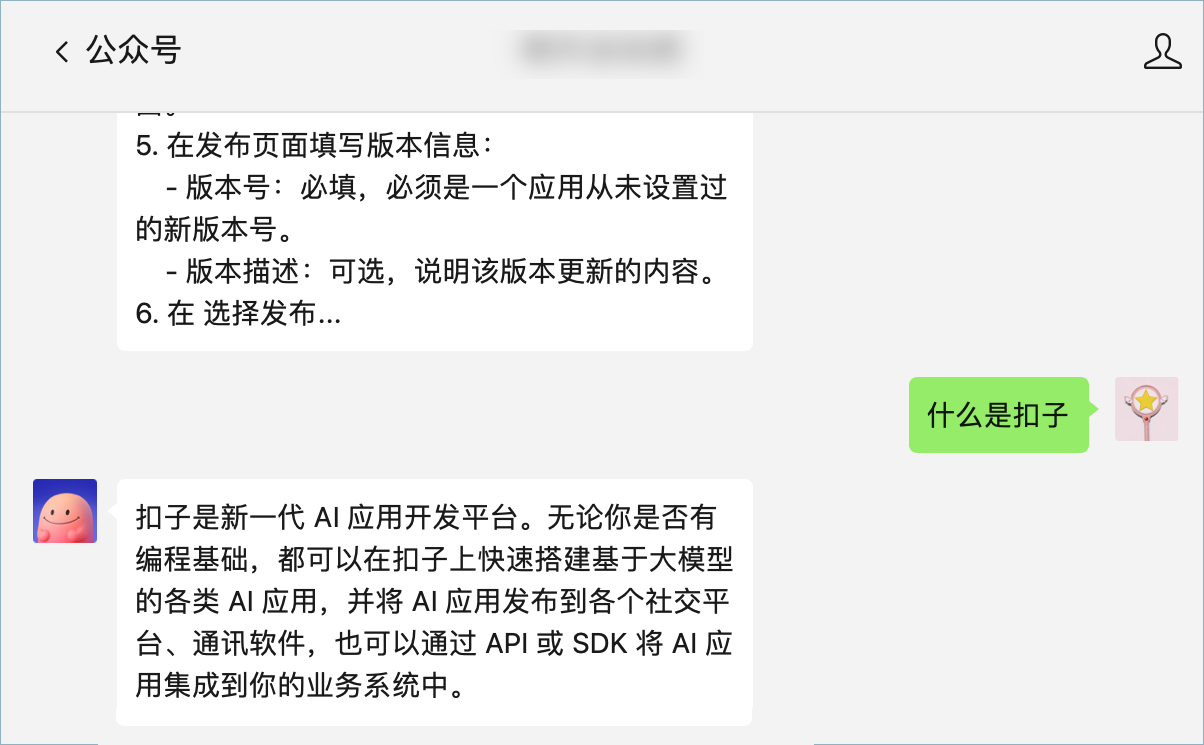 公众号
5. 在发布页面填写版本信息：
- 版本号：必填，必须是一个应用从未设置过
的新版本号。
- 版本描述：可选，说明该版本更新的内容。
6. 在 选择发布...
什么是扣子
扣子是新一代 AI 应用开发平台。无论你是否有
编程基础，都可以在扣子上快速搭建基于大模型
的各类 AI 应用，并将 AI 应用发布到各个社交平
台、通讯软件，也可以通过 API 或 SDK 将 AI 应
用集成到你的业务系统中。